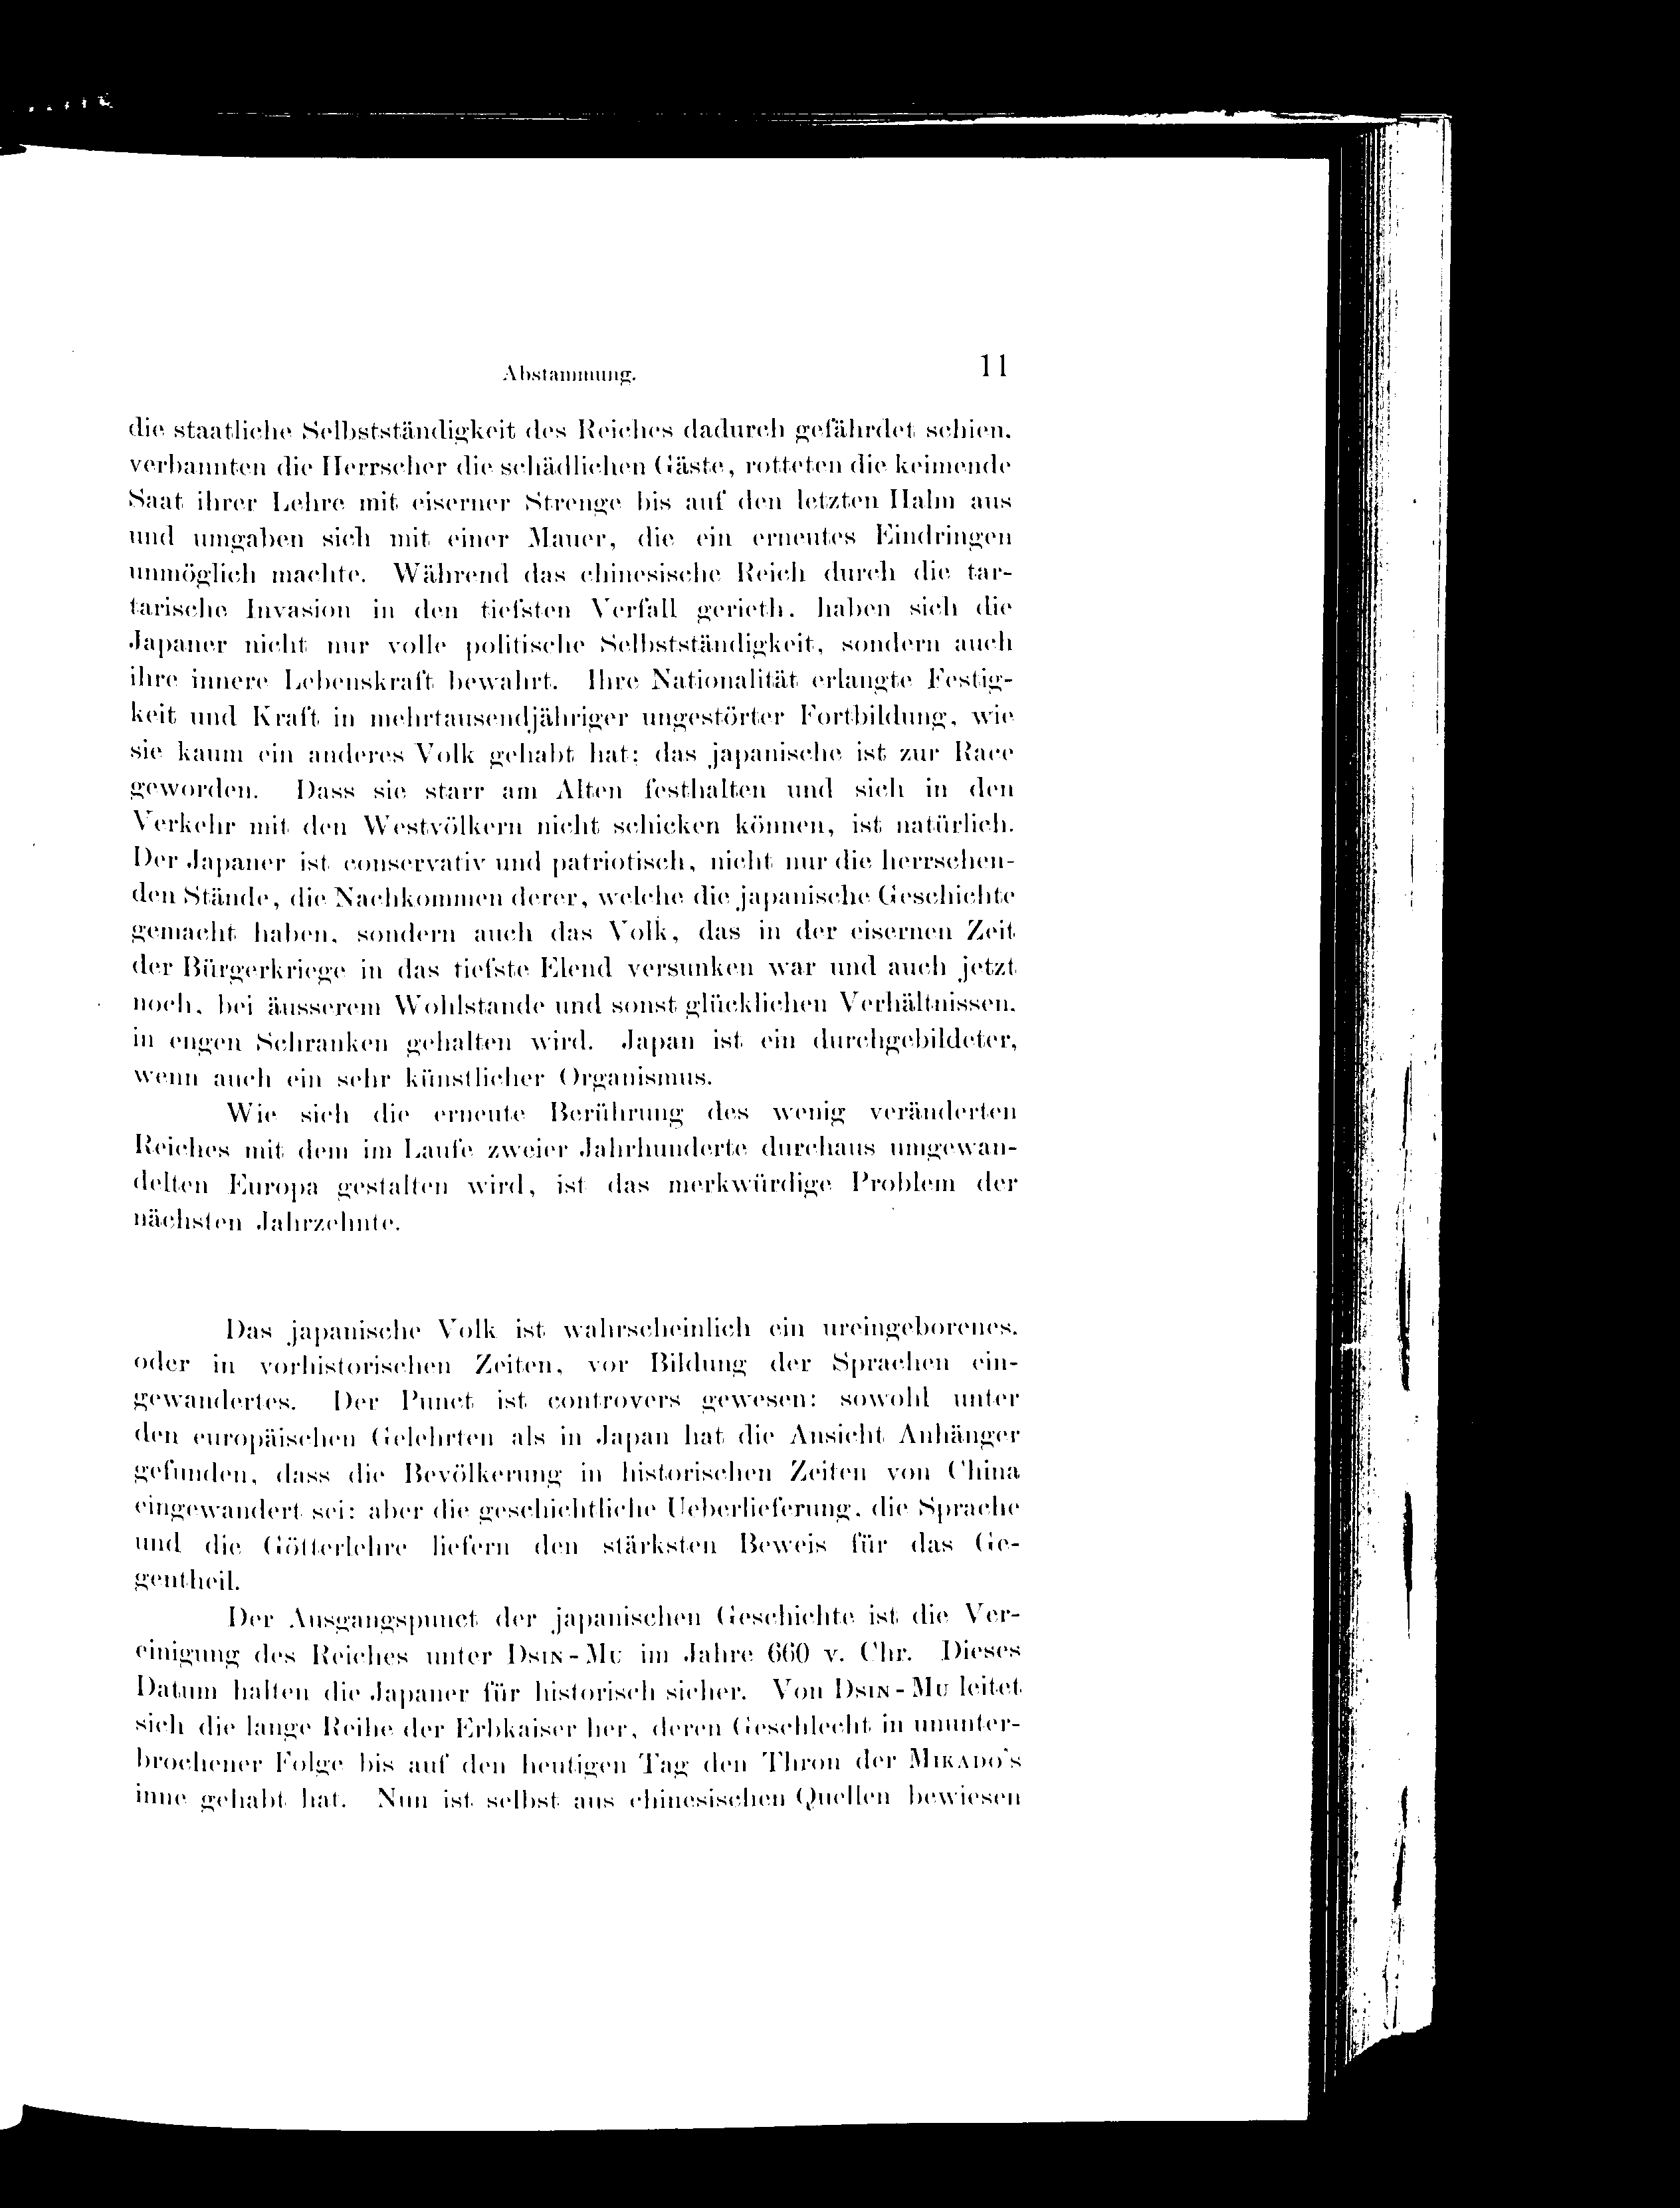 Abstammung. 11
die staatliche Selbstständigkeit des Reiches dadurch gefährdet schien,
verbannten die Herrscher die schädlichen Gäste, rotteten die keimende
Saat ihrer Lehre mit eiserner Strenge bis auf den letzten Halm aus
und umgaben sich mit einer Mauer, die ein erneutes Eindringen
unmöglich machte. Während das chinesische Reich durch die tar-
tarische Invasion in den tiefsten Verfall gerieth, haben sich die
Japaner nicht nur volle politische Selbstständigkeit, sondern auch
ihre innere Lebenskraft bewahrt. Ihre Nationalität erlangte Festig-
keit und Kraft in mehrtausendjähriger ungestörter Fortbildung, wie
sie kaum ein anderes Volk gehabt hat; das japanische ist zur Race
geworden. Dass sie starr am Alten festhalten und sich in den
Verkehr mit den Westvölkern nicht schicken können, ist natürlich.
Der Japaner ist conservativ und patriotisch, nicht nur die herrschen-
den Stände, die Nachkommen derer, welche die japanische Geschichte
gemacht haben, sondern auch das Volk, das in der eisernen Zeit
der Bürgerkriege in das tiefste Elend versunken war und auch jetzt
noch, bei äusserem Wohlstande und sonst glücklichen Verhältnissen,
in engen Schranken gehalten wird. Japan ist ein durchgebildeter,
wenn auch ein sehr künstlicher Organismus.
Wie sich die erneute Berührung des wenig veränderten
Reiches mit dem im Laufe zweier Jahrhunderte durchaus umgewan-
delten Europa gestalten wird, ist das merkwürdige Problem der
nächsten Jahrzehnte.
Das japanische Volk ist wahrscheinlich ein ureingeborenes,
oder in vorhistorischen Zeiten, vor Bildung der Sprachen ein-
gewandertes. Der Punct ist controvers gewesen; sowohl unter
den europäischen Gelehrten als in Japan hat die Ansicht Anhänger
gefunden, dass die Bevölkerung in historischen Zeiten von China
eingewandert sei; aber die geschichtliche Ueberlieferung, die Sprache
und die Götterlehre liefern den stärksten Beweis für das Ge-
gentheil.
Der Ausgangspunct der japanischen Geschichte ist die Ver-
einigung des Reiches unter Dsin-Mu im Jahre 660 v. Chr. Dieses
Datum halten die Japaner für historisch sicher. Von Dsin-Mu leitet
sich die lange Reihe der Erbkaiser her, deren Geschlecht in ununter-
brochener Folge bis auf den heutigen Tag den Thron der Mikado's
inne gehabt hat. Nun ist selbst aus chinesischen Quellen bewiesen